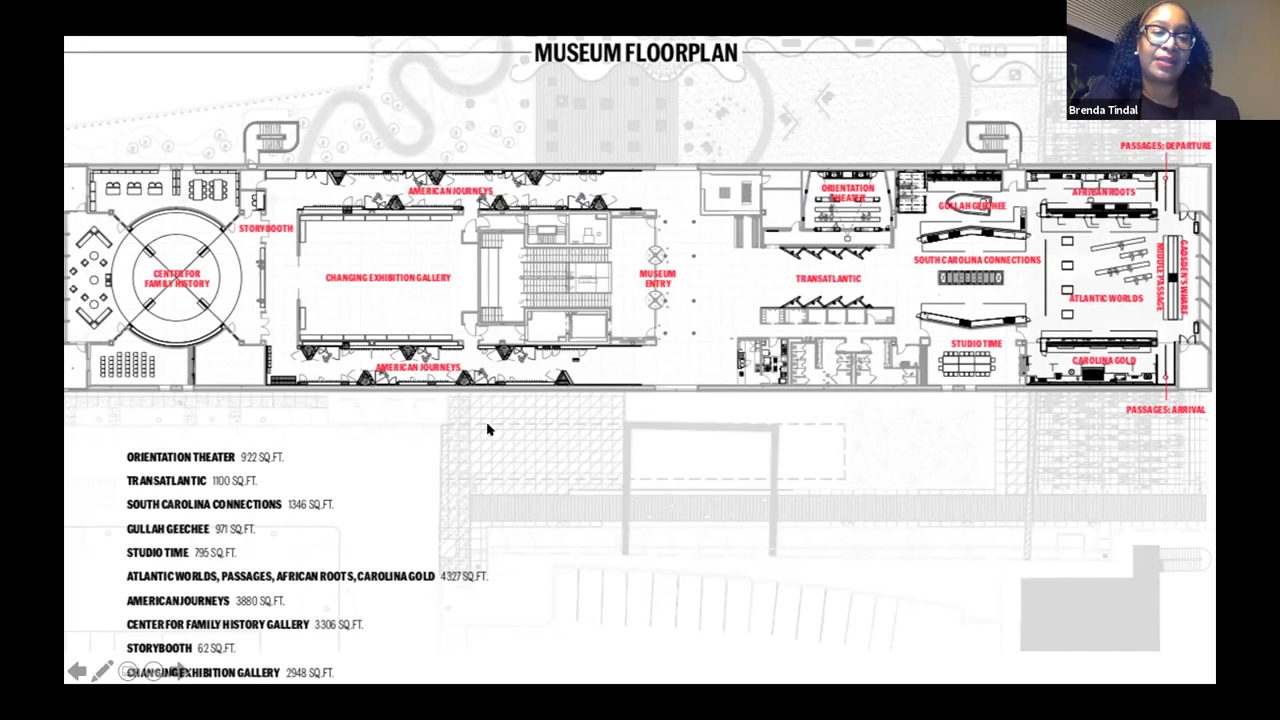 MUSEUM FLOORPLAN
Brenda Tindal
PASSAGES: DEPARTURE
AMERICAN JOURNEYS
ORIENTATION
THEATER
AFRICAN ROOTS
GULLAH GEECHEE
STORYBOOTH
SOUTH CAROLINA CONNECTIONS
CENTER FOR
FAMILY HISTORY
CHANGING EXHIBITION GALLERY
MUSEUM
ENTRY
TRANSATLANTIC
MIDDLE PASSAGE
GADSDEN'S WHARF
ATLANTIC WORLDS
STUDIO TIME
AMERICAN JOURNEYS
CAROLINA GOLD
PASSAGES: ARRIVAL
ORIENTATION THEATER 922 SQ.FT.
TRANSATLANTIC 1100 SQ.FT.
SOUTH CAROLINA CONNECTIONS 1346 SQ.FT.
GULLAH GEECHEE 971 SQ.FT.
STUDIO TIME 795 SQ.FT.
ATLANTIC WORLDS, PASSAGES, AFRICAN ROOTS, CAROLINA GOLD 4327 SQ.FT.
AMERICAN JOURNEYS 3880 SQ.FT.
CENTER FOR FAMILY HISTORY GALLERY 3306 SQ.FT.
STORYBOOTH 62 SQ.FT.
CHANGING EXHIBITION GALLERY 2948 SQ.FT.